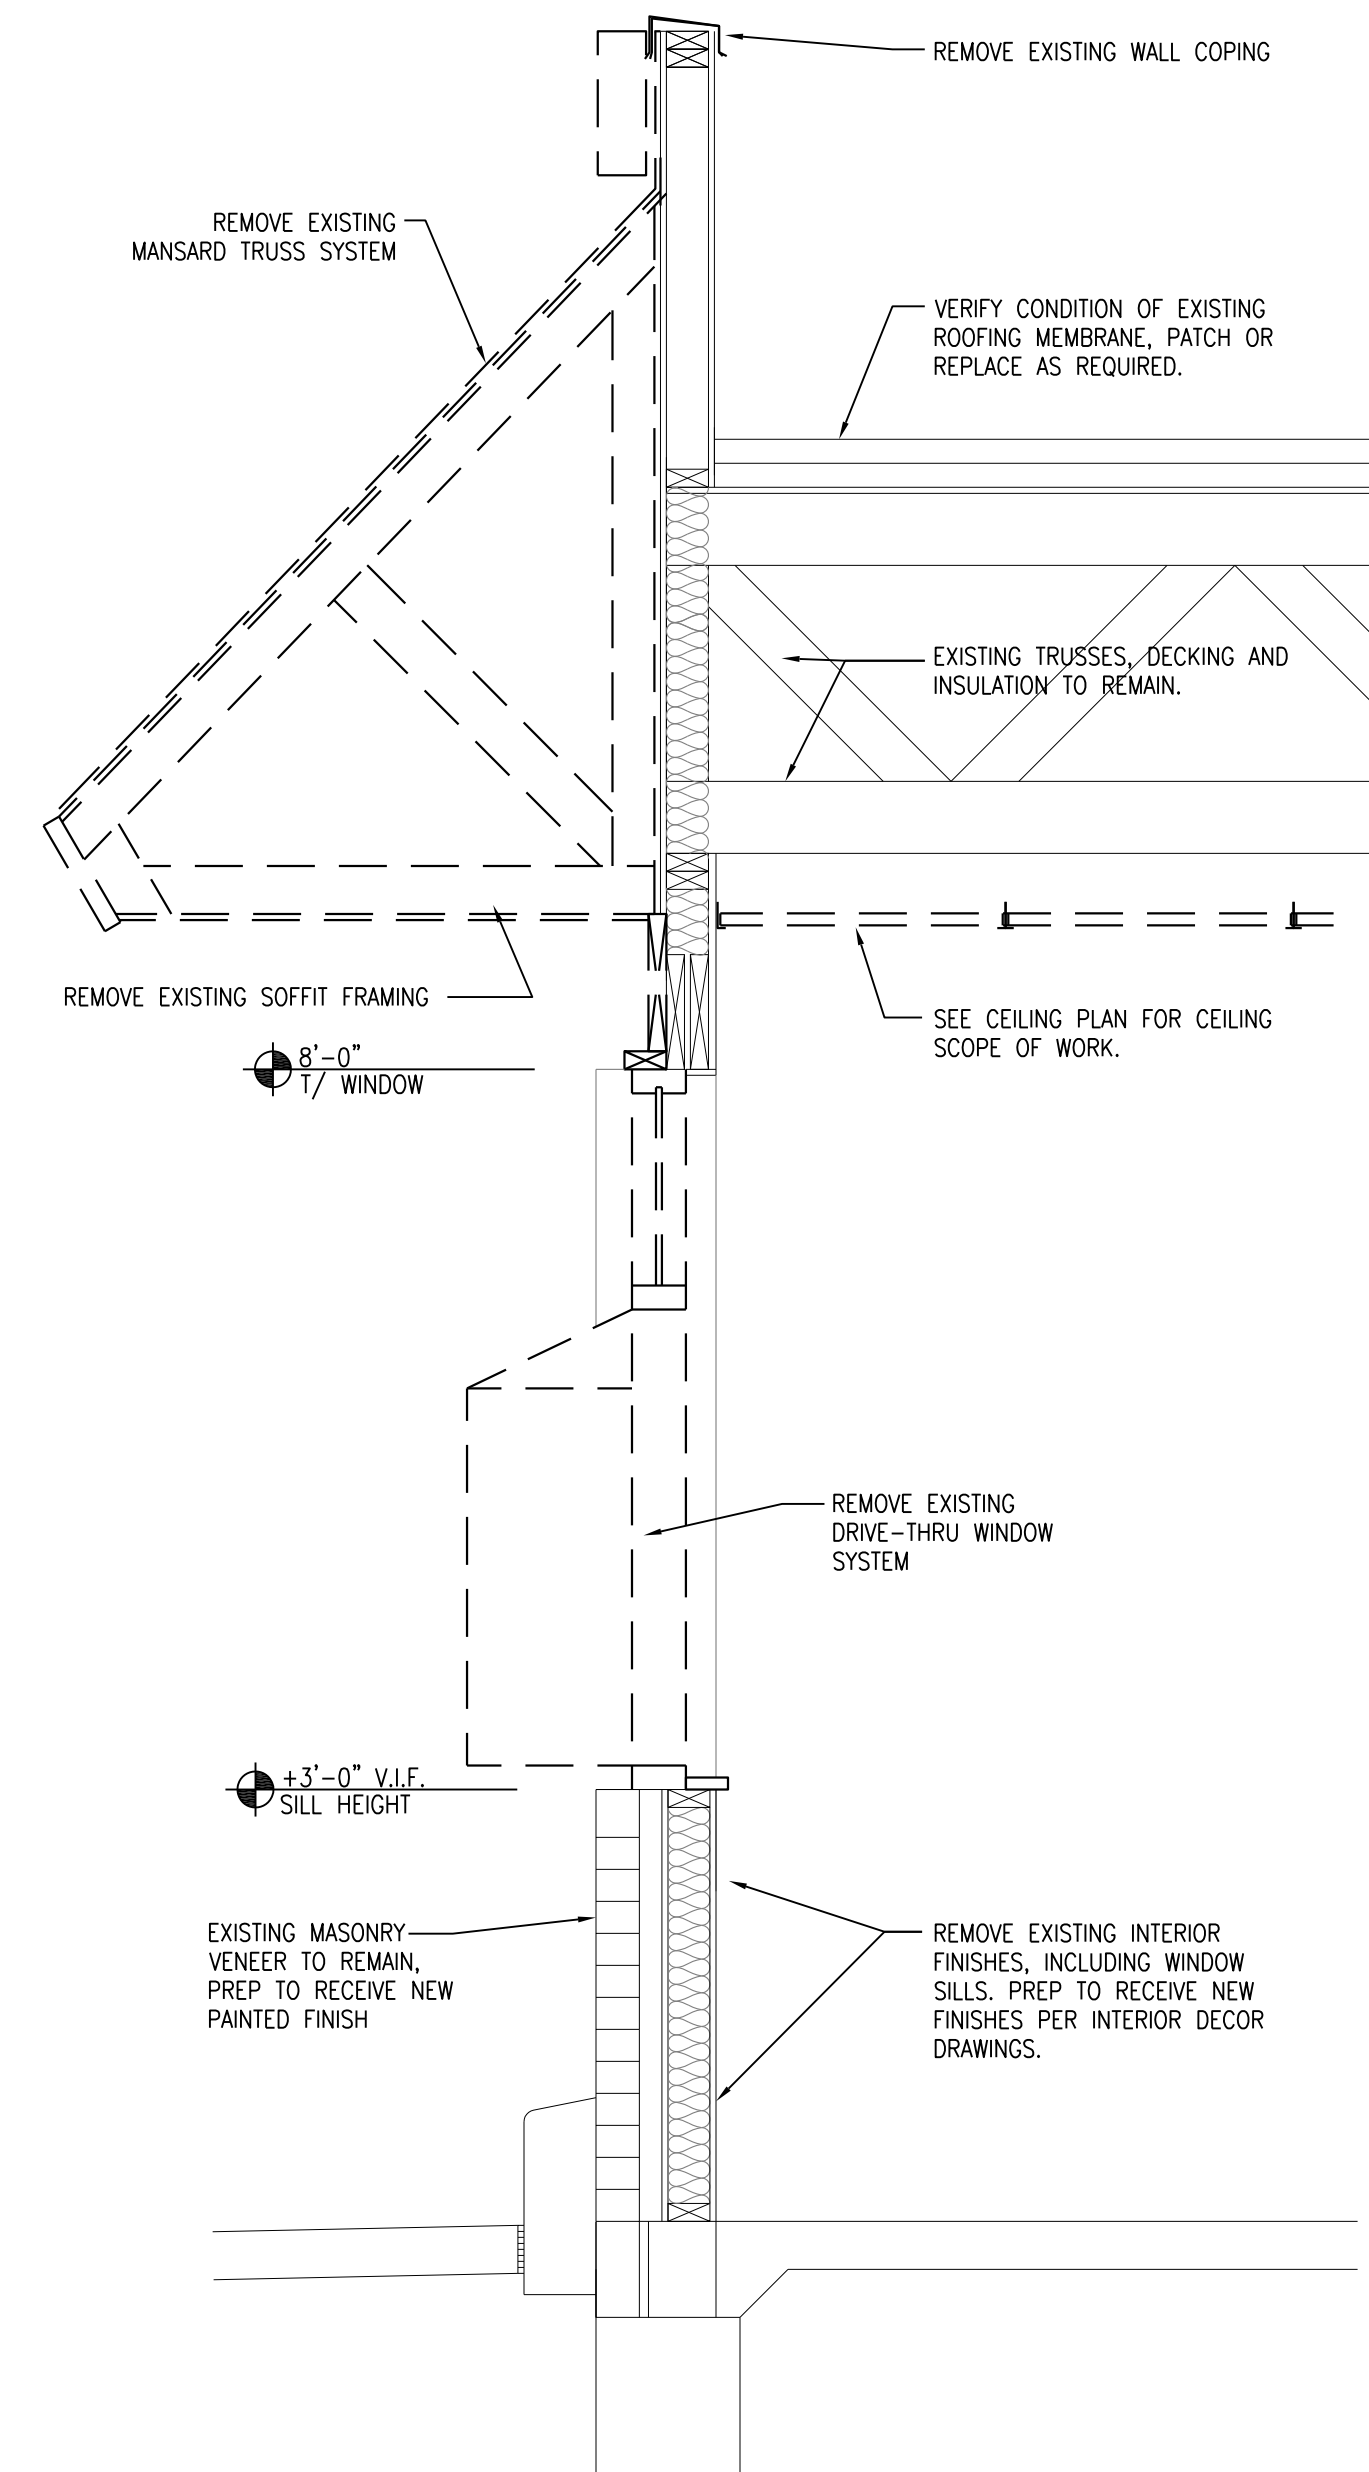 REMOVE EXISTING WALL COPING
REMOVE EXISTING
MANSARD TRUSS SYSTEM
VERIFY CONDITION OF EXISTING
ROOFING MEMBRANE, PATCH OR
REPLACE AS REQUIRED.
EXISTING TRUSSES, DECKING AND
INSULATION TO REMAIN.
REMOVE EXISTING SOFFIT FRAMING
SEE CEILING PLAN FOR CEILING
SCOPE OF WORK.
8'-0"
T/ WINDOW
REMOVE EXISTING
DRIVE-THRU WINDOW
SYSTEM
+3'-0" V.I.F.
SILL HEIGHT
EXISTING MASONRY
VENEER TO REMAIN,
PREP TO RECEIVE NEW
PAINTED FINISH
REMOVE EXISTING INTERIOR
FINISHES, INCLUDING WINDOW
SILLS. PREP TO RECEIVE NEW
FINISHES PER INTERIOR DECOR
DRAWINGS.